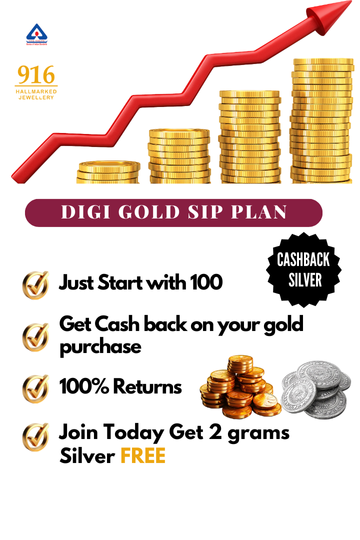 916
HALLMARKED
JEWELLERY
DIGI GOLD SIP PLAN
CASHBACK
SILVER
Just Start with 100
Get Cash back on your gold
purchase
100% Returns
Join Today Get 2 grams
Silver FREE